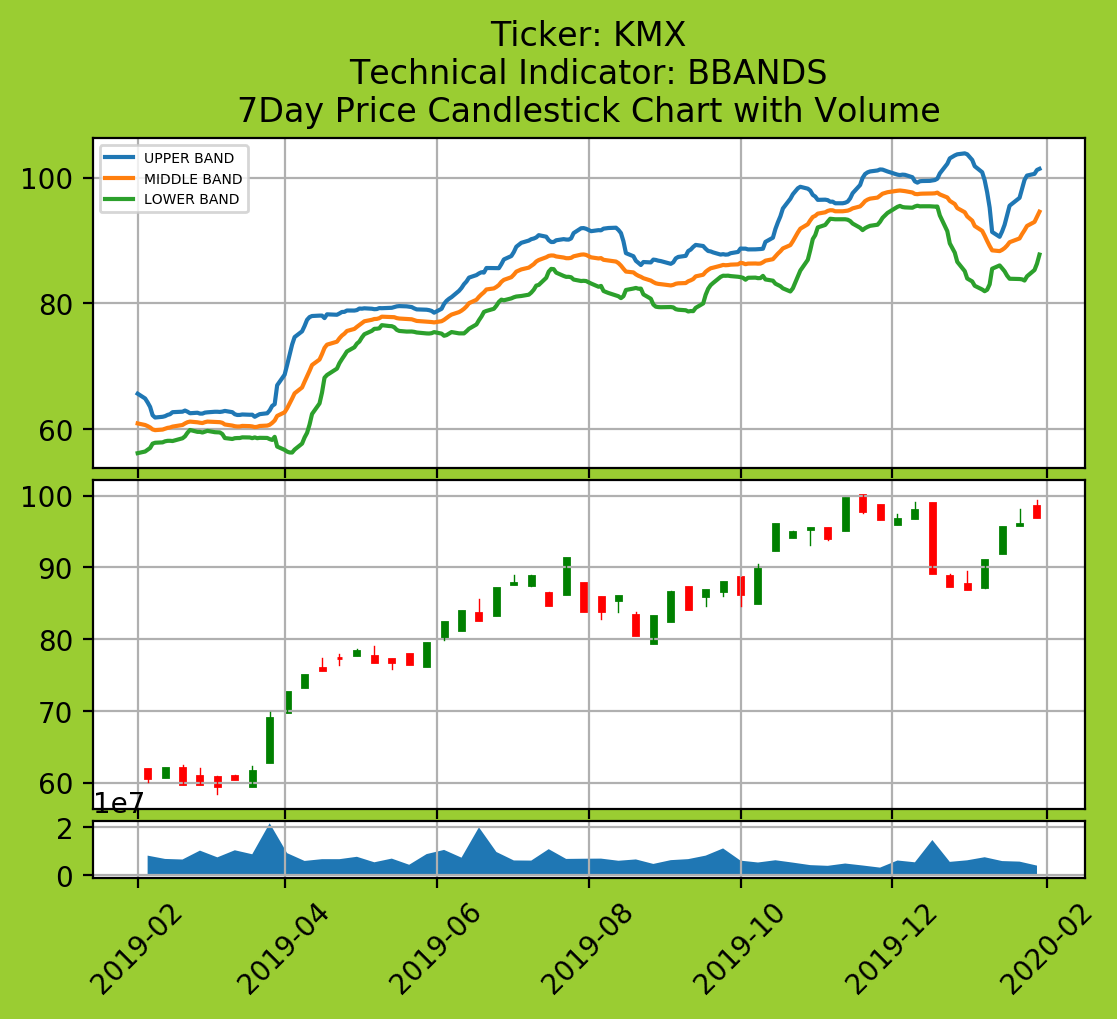 Ticker: KMX
Technical Indicator: BBANDS
7Day Price Candlestick Chart with Volume
UPPER BAND
MIDDLE BAND
LOWER BAND
100
80
60
100
90
80
70
60
1e7
2
0
2019-02
2019-04
2019-06
2019-08
2019-10
2019-12
2020-02